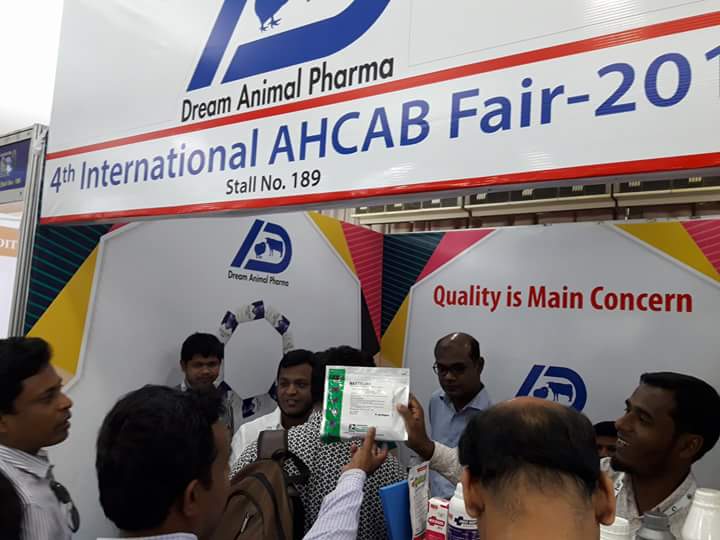 Dream Animal Pharma
4th International AHCAB Fair-201
Stall No. 189
Dream Animal Pharma
Quality is Main Concern